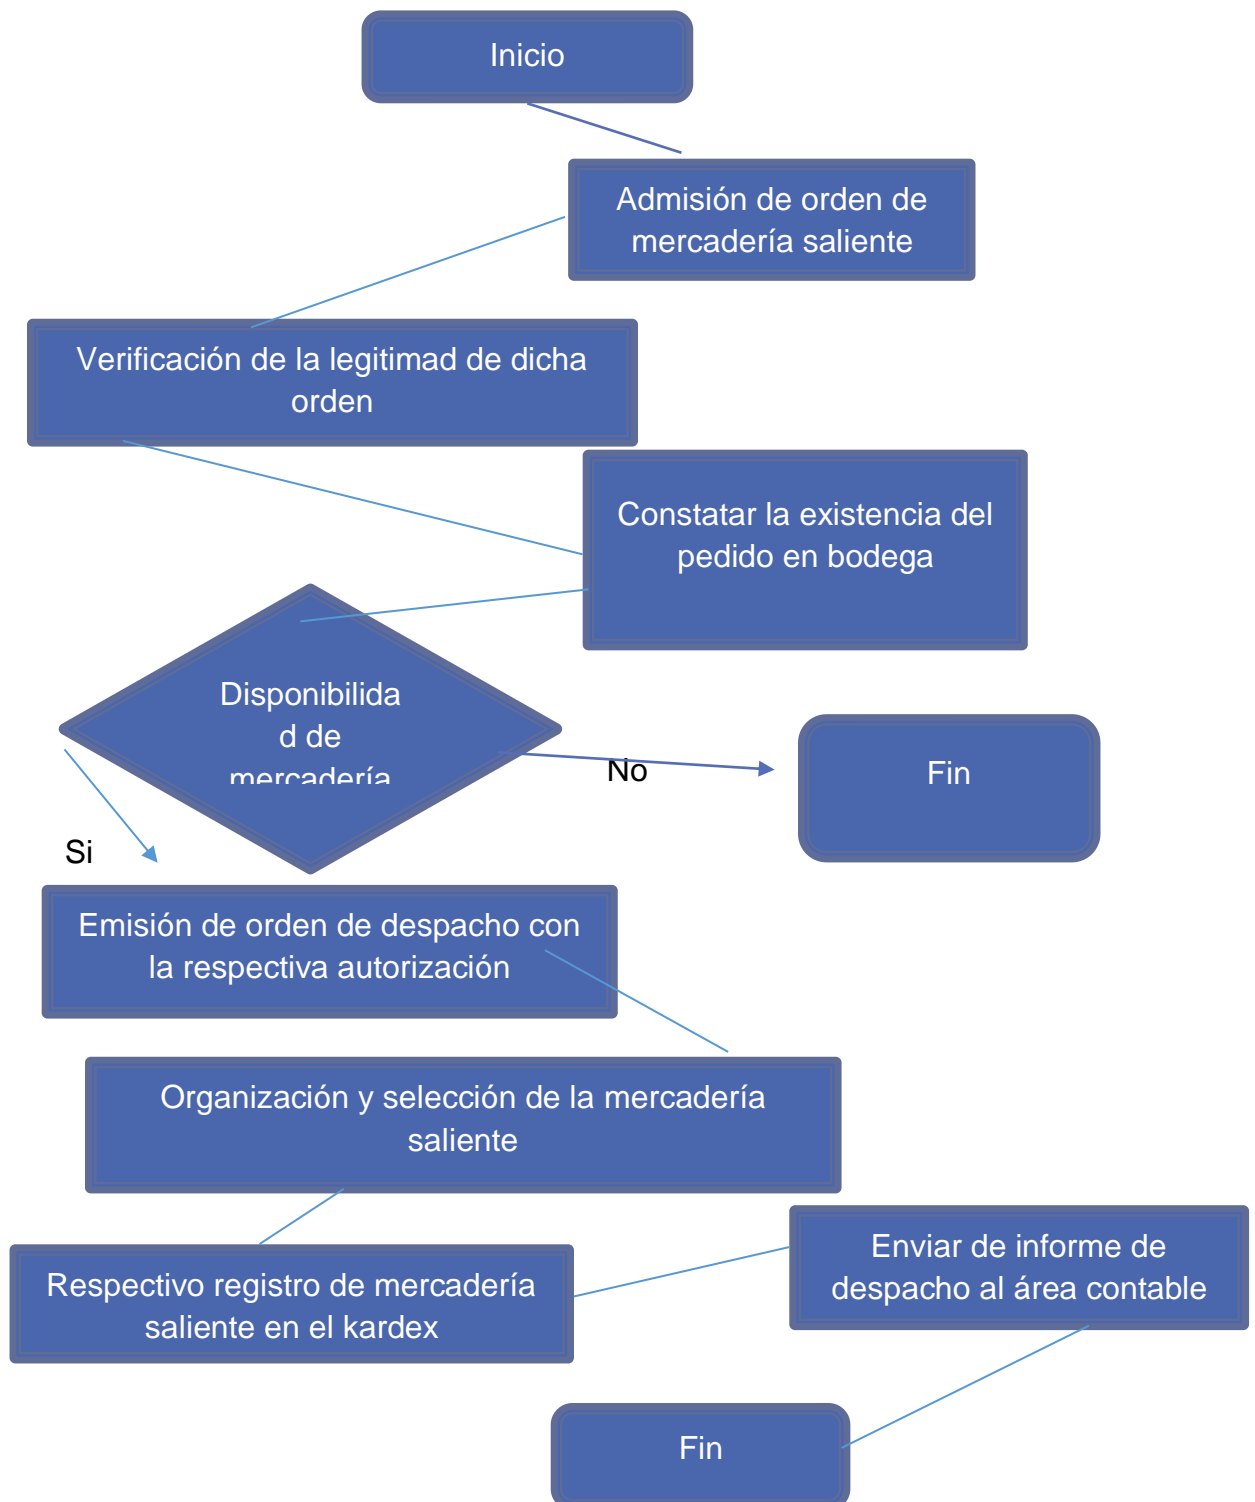 Inicio
Admisión de orden de
mercadería saliente
Verificación de la legitimad de dicha
orden
Constatar la existencia del
pedido en bodega
Disponibilida
d de
mercadería
No
Fin
Si
Emisión de orden de despacho con
la respectiva autorización
Organización y selección de la mercadería
saliente
Respectivo registro de mercadería
saliente en el kardex
Enviar de informe de
despacho al área contable
Fin